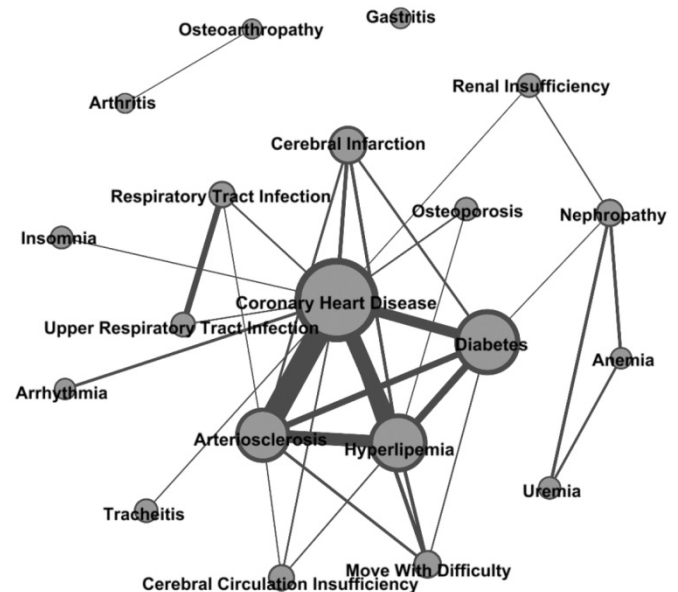 Gastritis
Osteoarthropathy
Renal Insufficiency
Arthritis
Cerebral Infarction
Respiratory Tract Infection
Osteoporosis
Nephropathy
Insomnia
Coronary Heart Disease
Upper Respiratory Tract Infection
Diabetes
Anemia
Arrhythmia
Arteriosclerosis
Hyperlipemia
Uremia
Tracheitis
Move With Difficulty
Cerebral Circulation Insufficiency